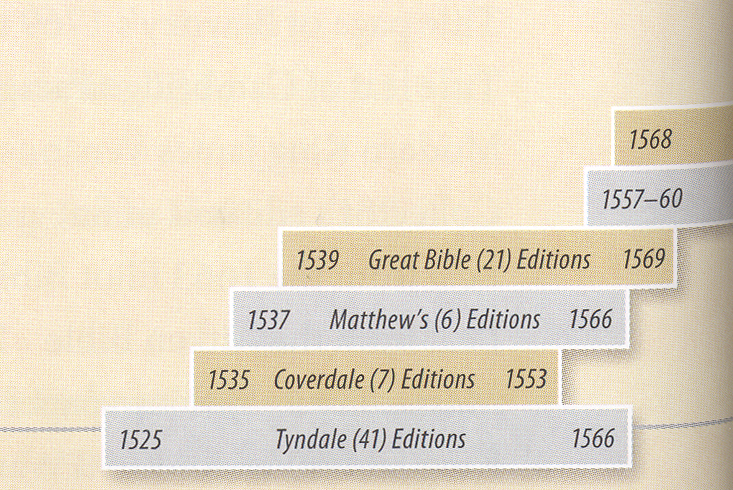 1568
1557–60
1539 Great Bible (21) Editions 1569
1537 Matthew's (6) Editions 1566
1535 Coverdale (7) Editions 1553
1525 Tyndale (41) Editions 1566